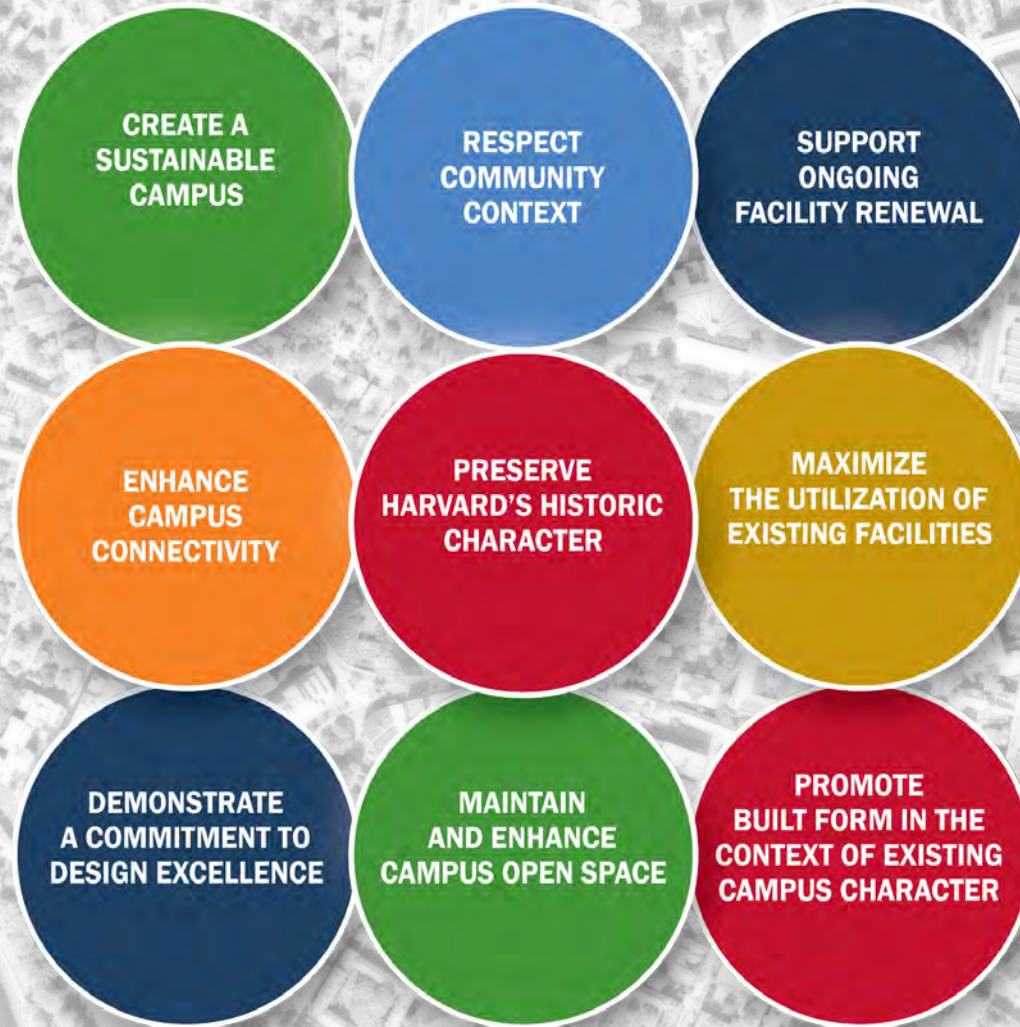 CREATE A
SUSTAINABLE
CAMPUS
RESPECT
COMMUNITY
CONTEXT
SUPPORT
ONGOING
FACILITY RENEWAL
ENHANCE
CAMPUS
CONNECTIVITY
PRESERVE
HARVARD'S HISTORIC
CHARACTER
MAXIMIZE
THE UTILIZATION OF
EXISTING FACILITIES
DEMONSTRATE
A COMMITMENT TO
DESIGN EXCELLENCE
MAINTAIN
AND ENHANCE
CAMPUS OPEN SPACE
PROMOTE
BUILT FORM IN THE
CONTEXT OF EXISTING
CAMPUS CHARACTER